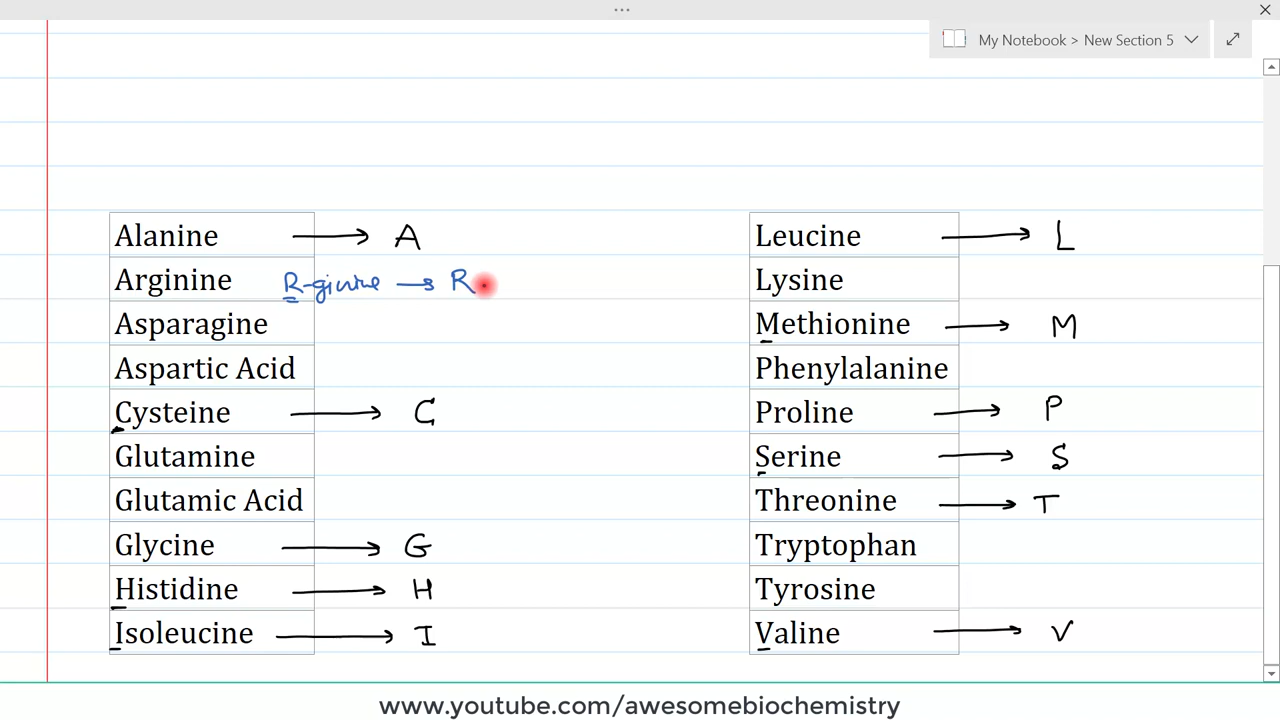 My Notebook > New Section 5
Alanine → A
Arginine R-ginine → R
Asparagine
Aspartic Acid
Cysteine → C
Glutamine
Glutamic Acid
Glycine → G
Histidine → H
Isoleucine → I
Leucine → L
Lysine
Methionine → M
Phenylalanine
Proline → P
Serine → S
Threonine → T
Tryptophan
Tyrosine
Valine → V
www.youtube.com/awesomebiochemistry